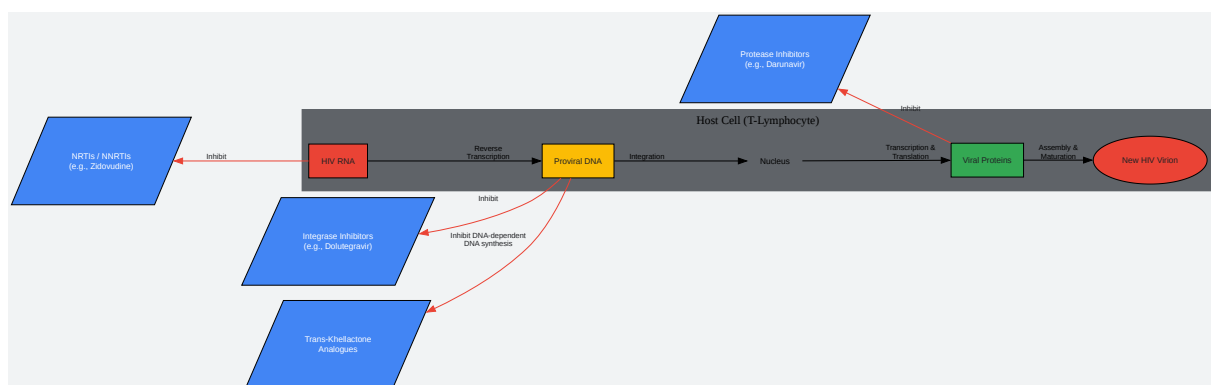 Protease Inhibitors
(e.g., Darunavir)
Inhibit
Host Cell (T-Lymphocyte)
NRTIs / NNRTIs
(e.g., Zidovudine)
Inhibit
HIV RNA
Reverse
Transcription
Proviral DNA
Integration
Nucleus
Transcription &
Translation
Viral Proteins
Assembly &
Maturation
New HIV Virion
Inhibit
Integrase Inhibitors
(e.g., Dolutegravir)
Inhibit DNA-dependent
DNA synthesis
Trans-Khellactone
Analogues